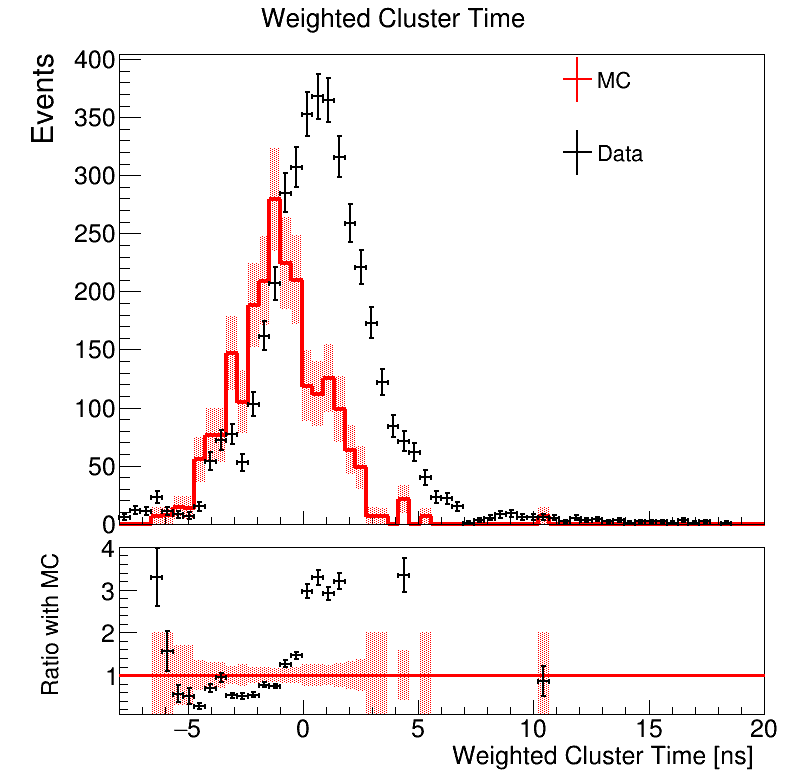 Weighted Cluster Time
Events
400
350
300
250
200
150
100
50
0
MC
Data
Ratio with MC
4
3
2
1
−5 0 5 10 15 20
Weighted Cluster Time [ns]